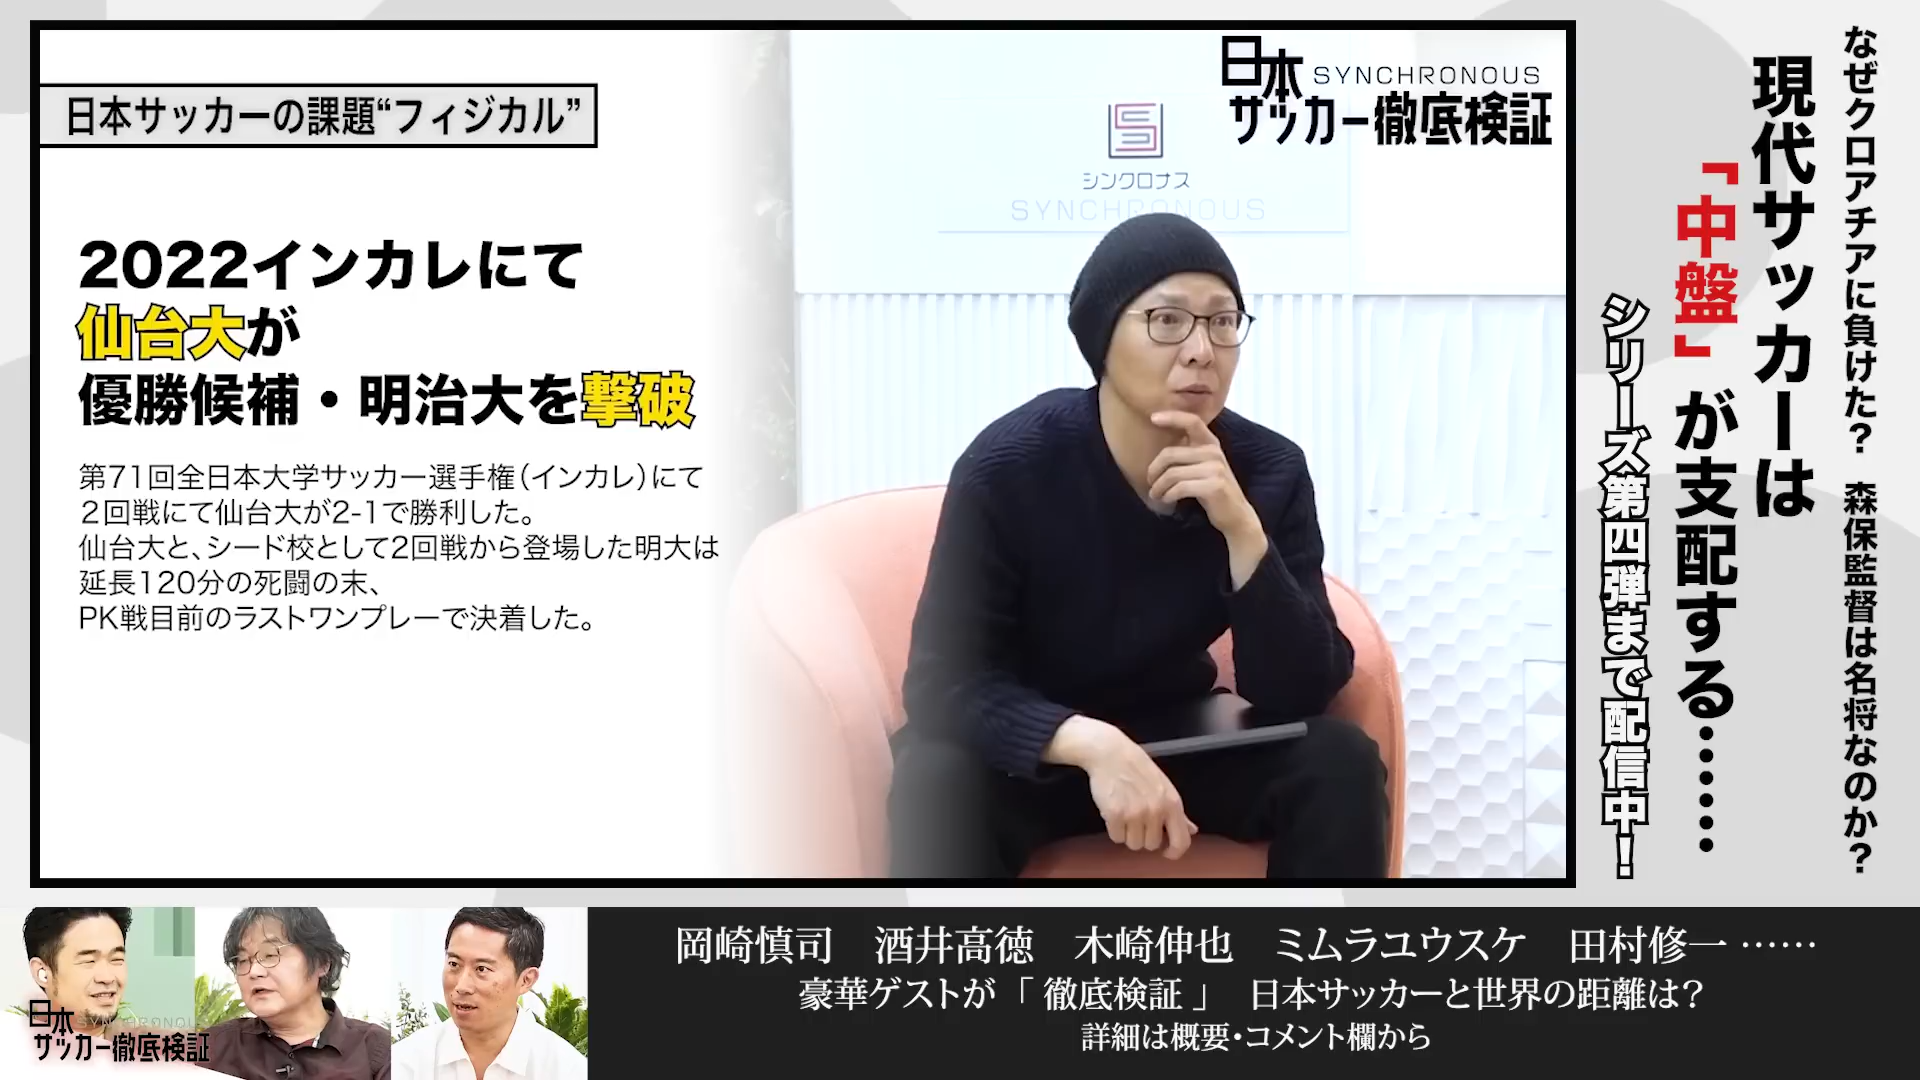 日本サッカーの課題“フィジカル”
日本
SYNCHRONOUS
サッカー徹底検証
シンクロナス
SYNCHRONOUS
2022インカレにて
仙台大が
優勝候補・明治大を撃破
第71回全日本大学サッカー選手権(インカレ)にて
2回戦にて仙台大が2-1で勝利した。
仙台大と、シード校として2回戦から登場した明大は
延長120分の死闘の末、
PK戦目前のラストワンプレーで決着した。
なぜクロアチアに負けた? 森保監督は名将なのか?
現代サッカーは
「中盤」が支配する……
シリーズ第四弾まで配信中!
日本
SYNCHRONOUS
サッカー徹底検証
岡崎慎司 酒井高徳 木崎伸也 ミムラユウスケ 田村修一 ……
豪華ゲストが「 徹底検証 」 日本サッカーと世界の距離は?
詳細は概要・コメント欄から